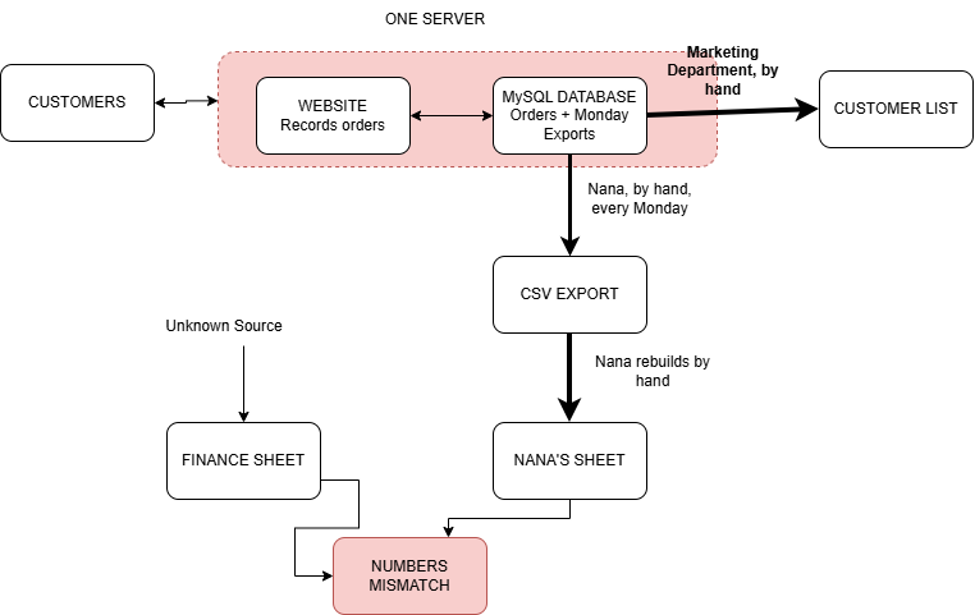 ONE SERVER
CUSTOMERS
WEBSITE
Records orders
MySQL DATABASE
Orders + Monday
Exports
Marketing
Department, by
hand
CUSTOMER LIST
Nana, by hand,
every Monday
CSV EXPORT
Unknown Source
Nana rebuilds by
hand
FINANCE SHEET
NANA'S SHEET
NUMBERS
MISMATCH